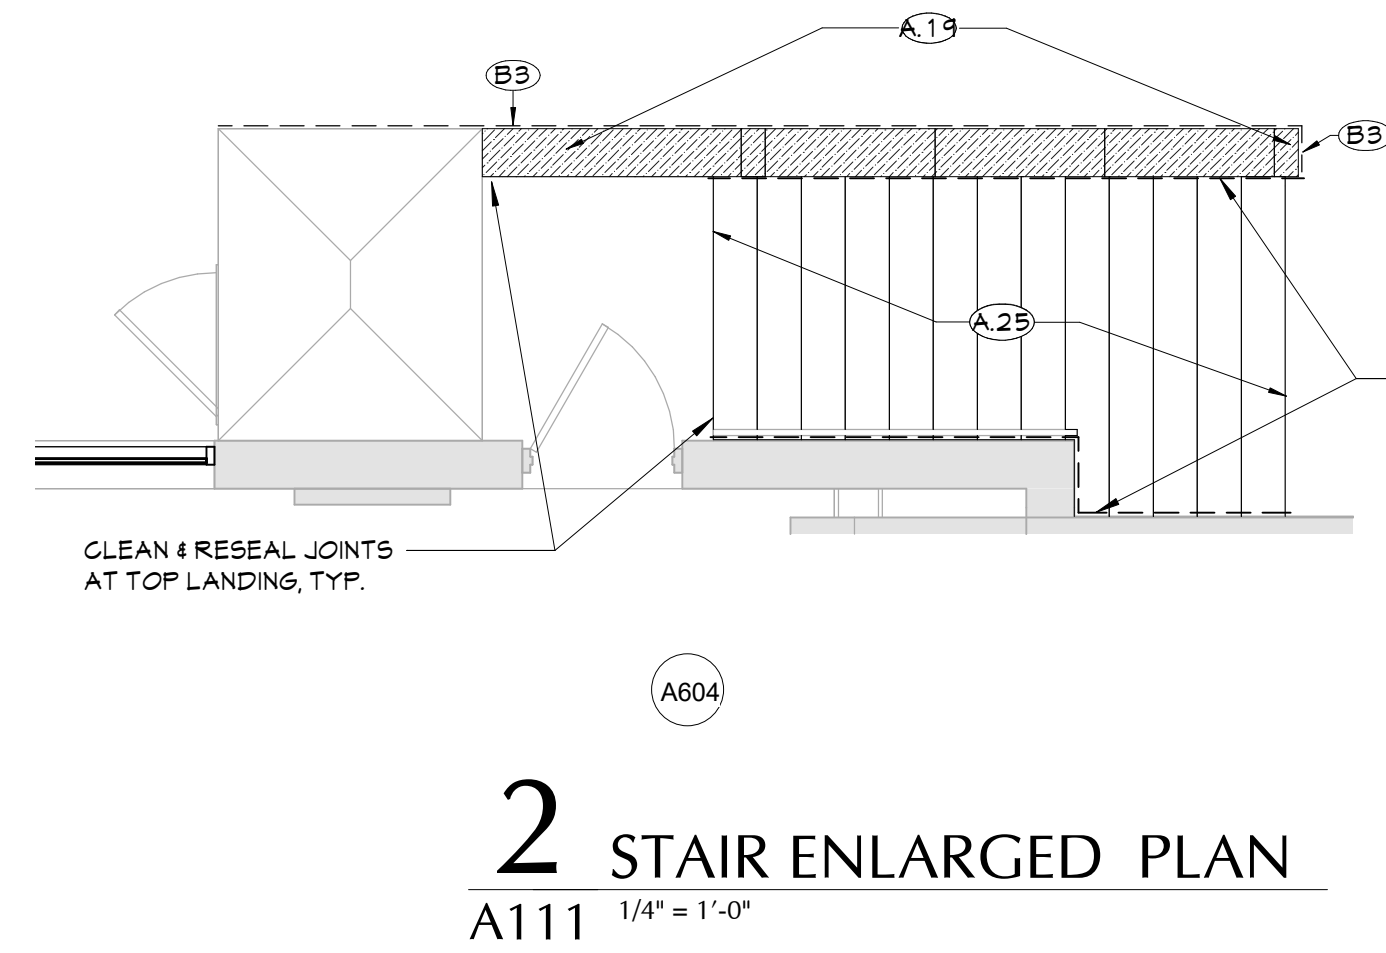 A.19
B3
B3
A.25
CLEAN & RESEAL JOINTS
AT TOP LANDING, TYP.
A604
2 STAIR ENLARGED PLAN
A111 1/4" = 1'-0"